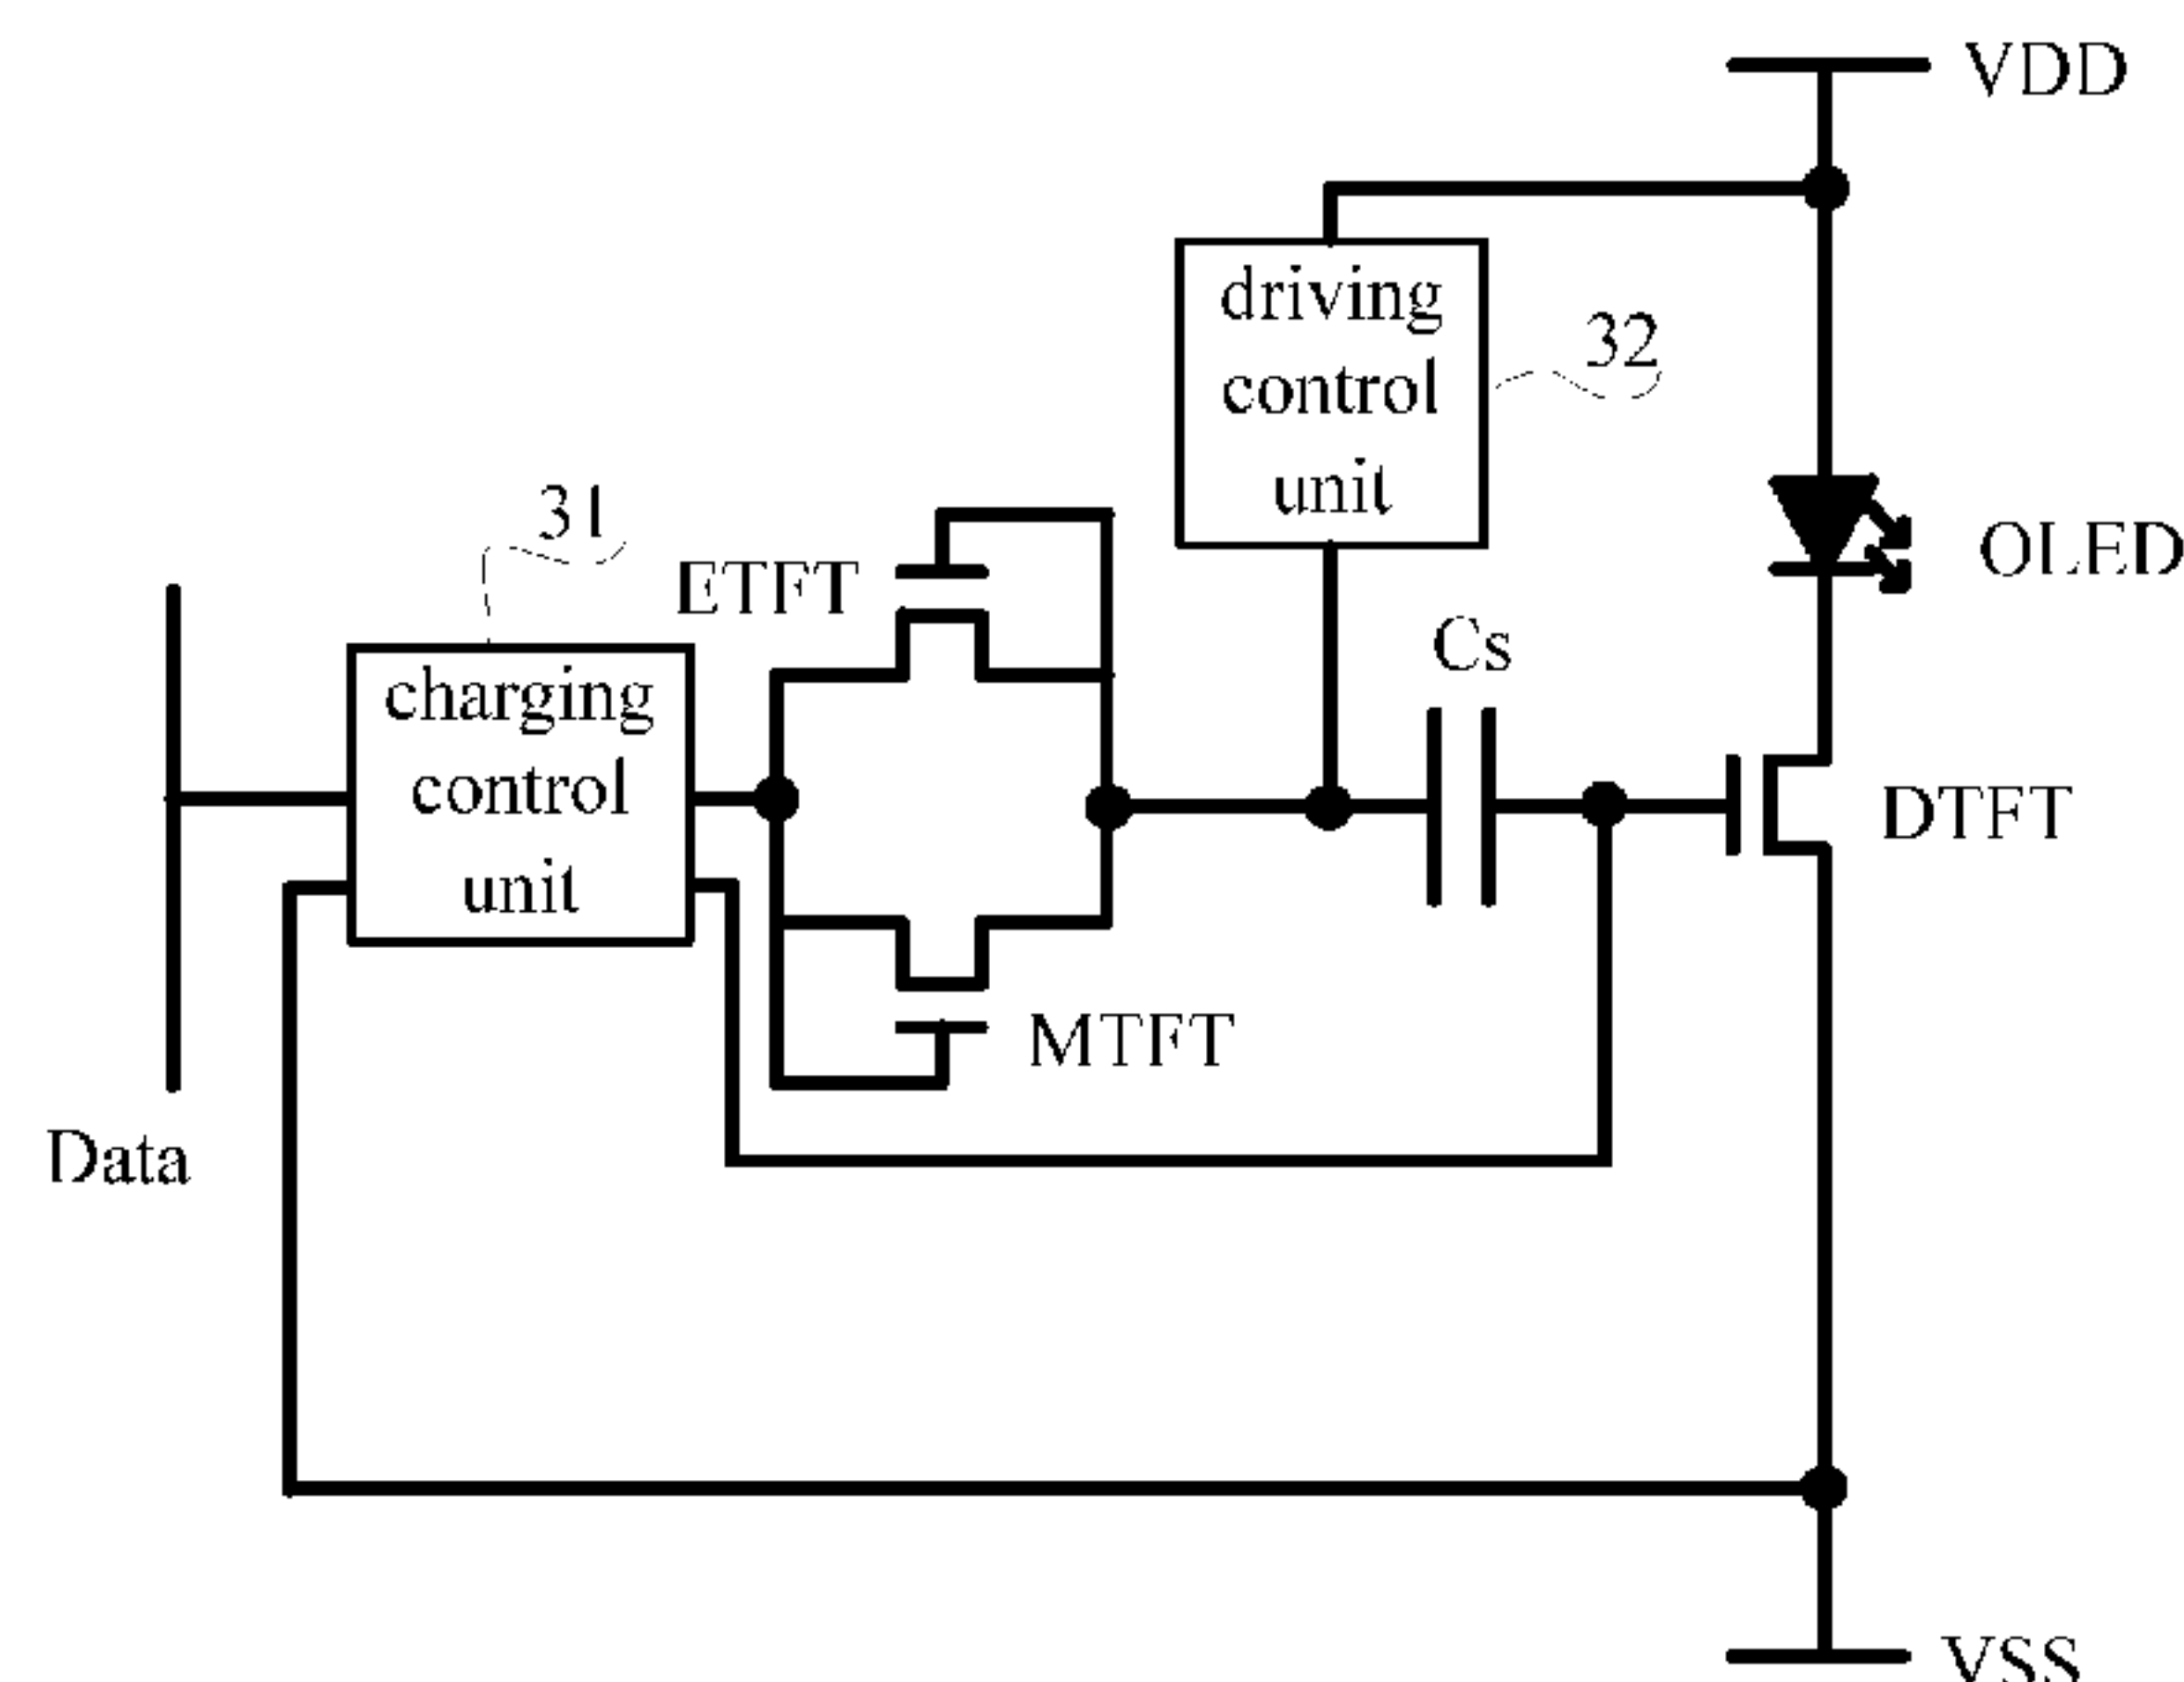 VDD
driving
control
unit
32
31
ETFT
OLED
Cs
charging
control
unit
DTFT
MTFT
Data
VSS